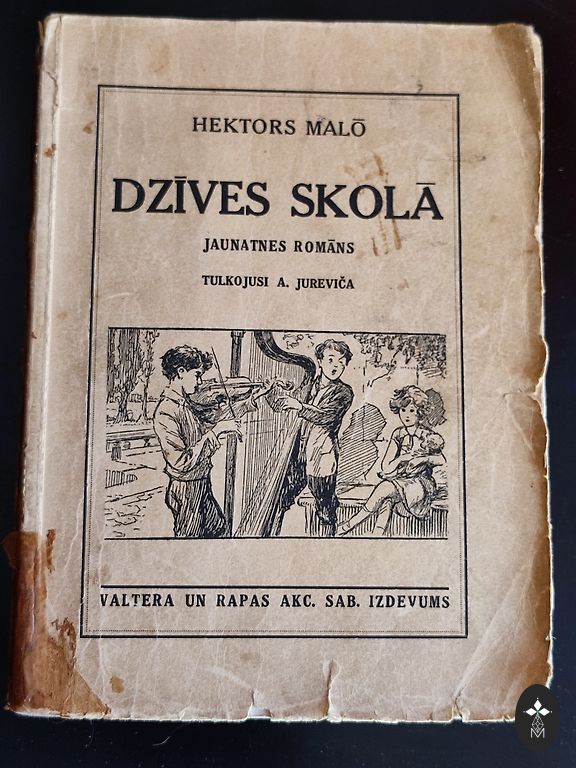 HEKTORS MALŌ
DZĪVES SKOLĀ
JAUNATNES ROMĀNS
TULKOJUSI A. JUREVIČA
VALTERA UN RAPAS AKC. SAB. IZDEVUMS